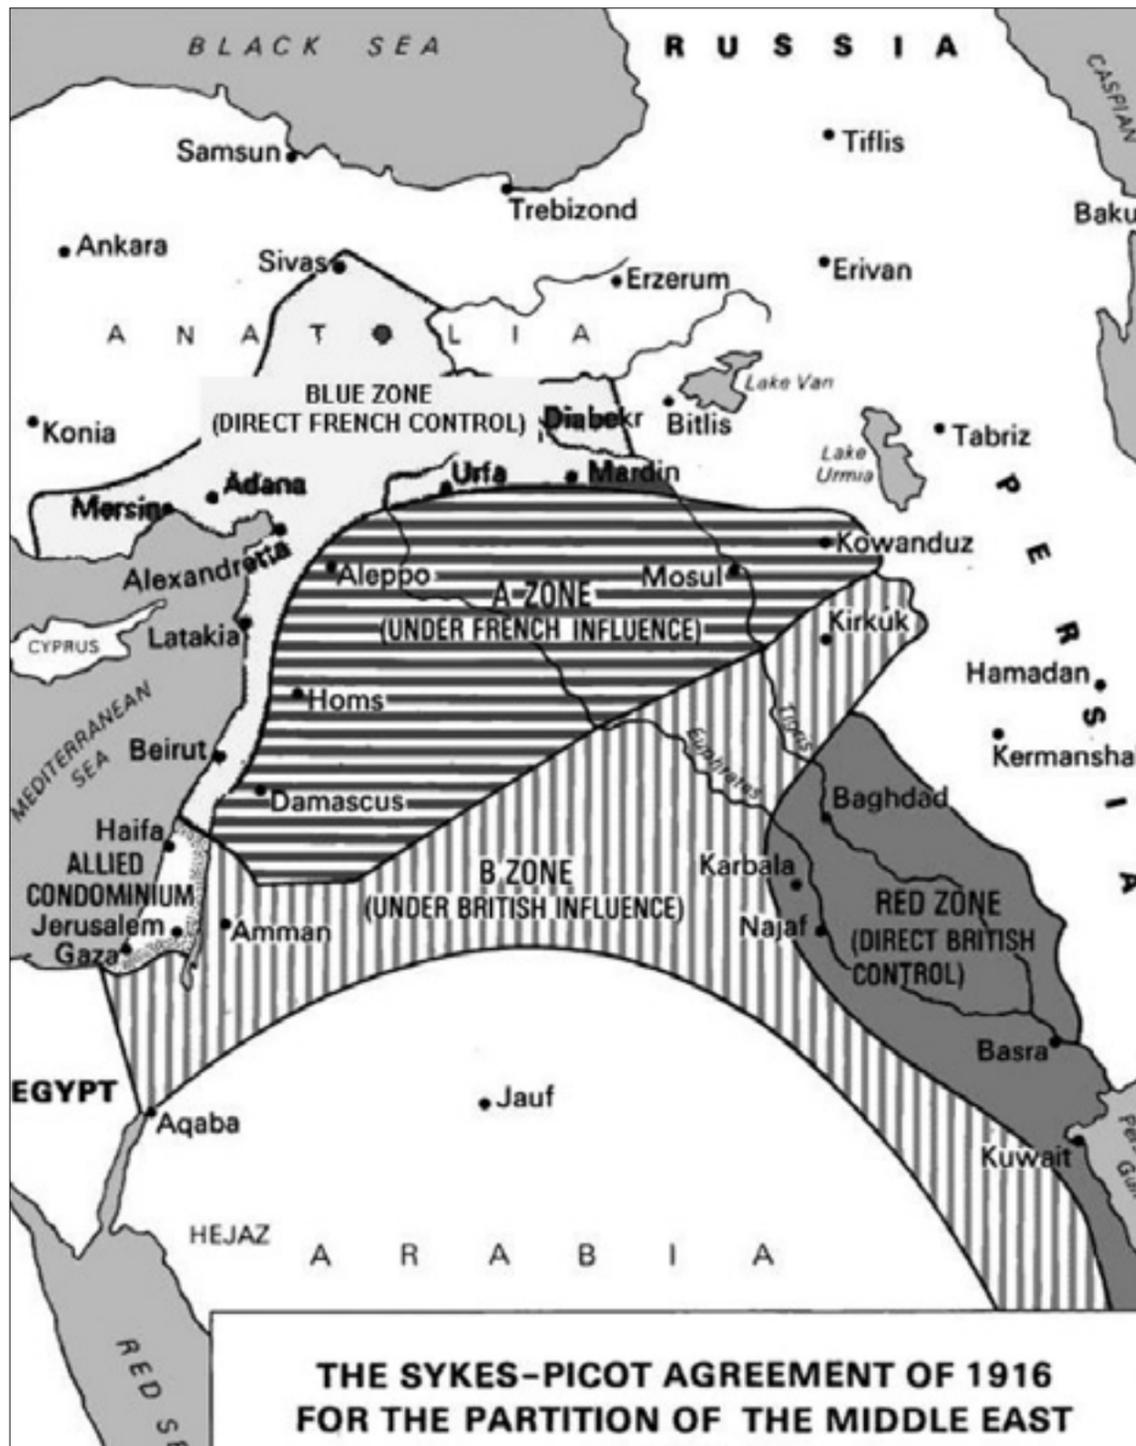 BLACK SEA
RUSSIA
CASPIAN
Samsun
Tiflis
Trebizond
Baku
Ankara
Sivas
Erzerum
Erivan
ANATOLIA
Lake Van
BLUE ZONE
(DIRECT FRENCH CONTROL)
Diabekr
Bitlis
Konia
Tabriz
Lake
Urmia
Adana
Urfa
Mardin
Mersin
PERSIA
Alexandretta
Aleppo
Kowanduz
Mosul
A ZONE
(UNDER FRENCH INFLUENCE)
Kirkuk
CYPRUS
Latakia
Hamadan
Homs
MEDITERRANEAN
SEA
Tigris
Euphrates
Beirut
Kermansha
Damascus
Baghdad
Haifa
ALLIED
CONDOMINIUM
Karbala
B ZONE
(UNDER BRITISH INFLUENCE)
RED ZONE
(DIRECT BRITISH
CONTROL)
Jerusalem
Amman
Najaf
Gaza
Basra
EGYPT
Jauf
Aqaba
Kuwait
Per
Gul
HEJAZ
ARABIA
RED SE
THE SYKES-PICOT AGREEMENT OF 1916
FOR THE PARTITION OF THE MIDDLE EAST